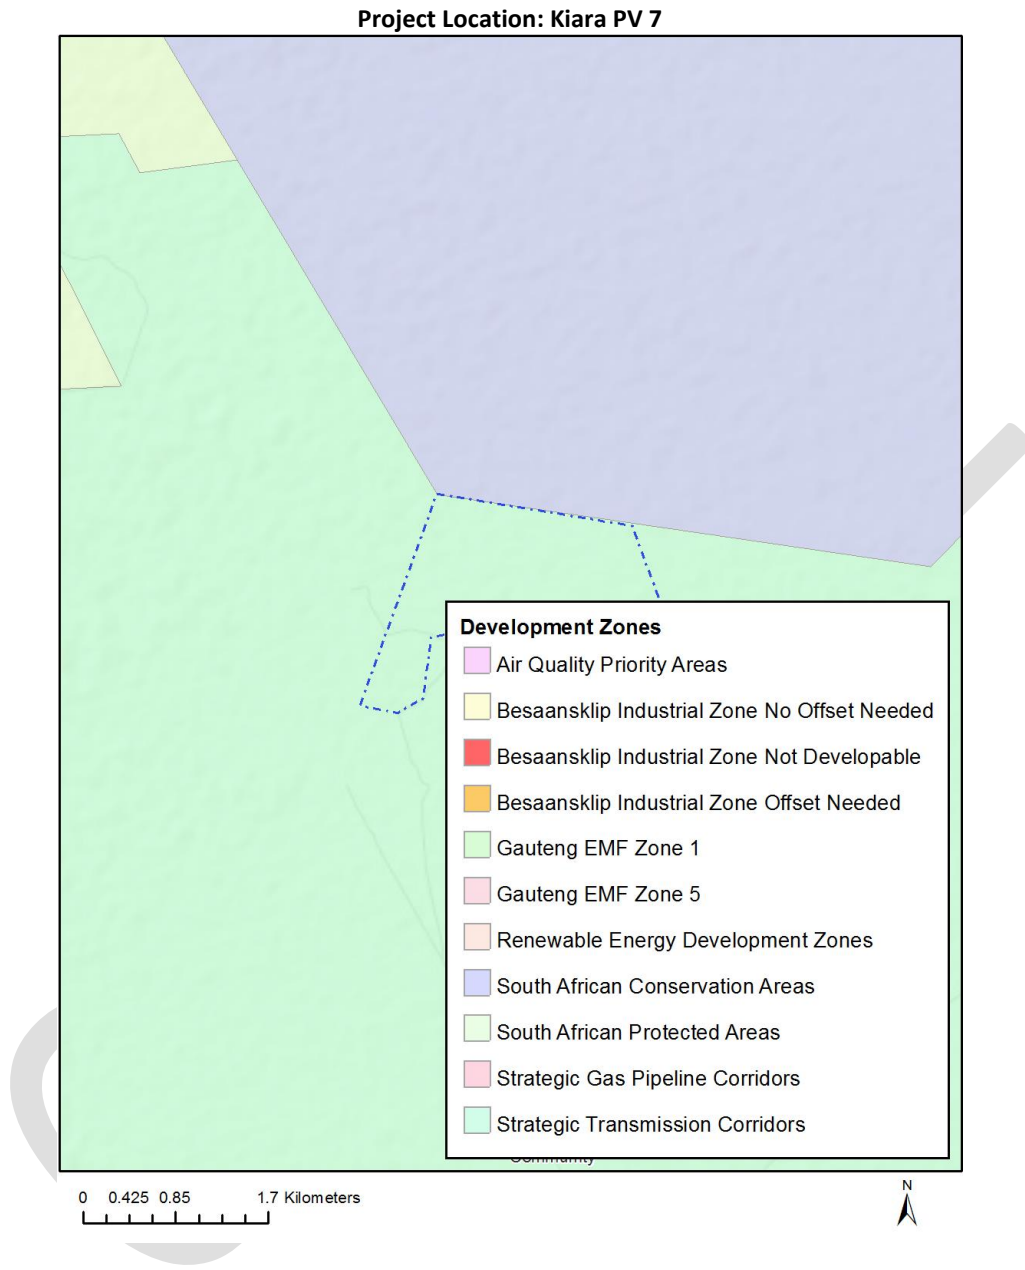 Project Location: Kiara PV 7
Development Zones
Air Quality Priority Areas
Besaansklip Industrial Zone No Offset Needed
Besaansklip Industrial Zone Not Developable
Besaansklip Industrial Zone Offset Needed
Gauteng EMF Zone 1
Gauteng EMF Zone 5
Renewable Energy Development Zones
South African Conservation Areas
South African Protected Areas
Strategic Gas Pipeline Corridors
Strategic Transmission Corridors
Community
0 0.425 0.85 1.7 Kilometers
N